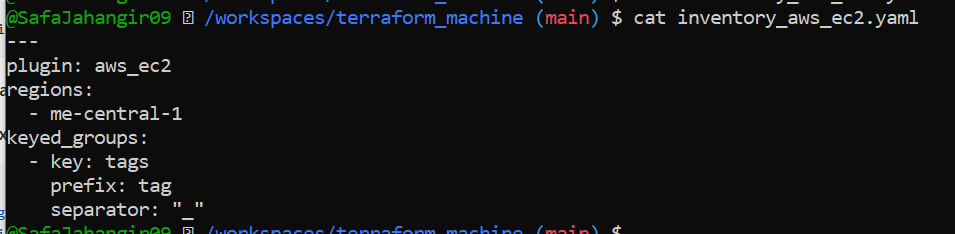 @SafaJahangir09 /workspaces/terraform_machine (main) $ cat inventory_aws_ec2.yaml
---
plugin: aws_ec2
regions:
  - me-central-1
keyed_groups:
  - key: tags
    prefix: tag
    separator: "_"
@SafaJahangir09 /workspaces/terraform_machine (main) $